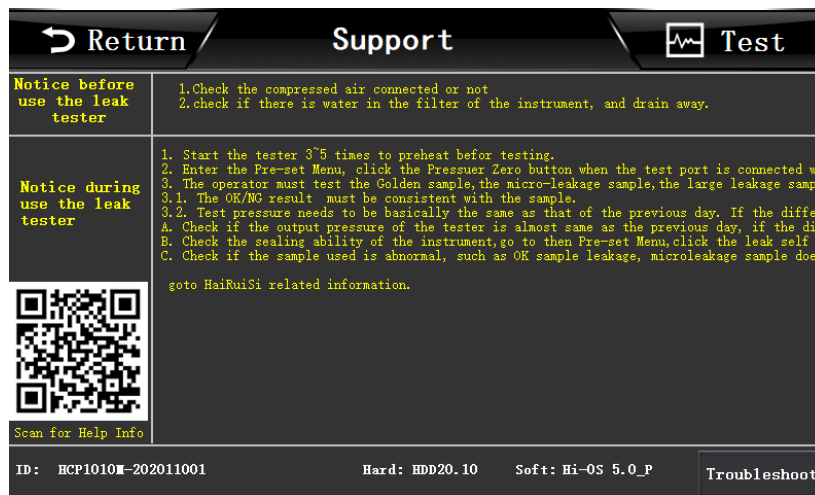 Return
Support
Test
Notice before
use the leak
tester
1.Check the compressed air connected or not
2.check if there is water in the filter of the instrument, and drain away.
Notice during
use the leak
tester
1. Start the tester 3~5 times to preheat befor testing.
2. Enter the Pre-set Menu, click the Pressuer Zero button when the test port is connected w
3. The operator must test the Golden sample,the micro-leakage sample,the large leakage samp
3.1. The OK/NG result must be consistent with the sample.
3.2. Test pressure needs to be basically the same as that of the previous day. If the diffe
A. Check if the output pressure of the tester is almost same as the previous day, if the di
B. Check the sealing ability of the instrument,go to then Pre-set Menu,click the leak self
C. Check if the sample used is abnormal, such as OK sample leakage, microleakage sample doe
goto HaiRuiSi related information.
Scan for Help Info
ID: HCP1010M-202011001
Hard: HDD20.10
Soft: Hi-OS 5.0_P
Troubleshoot